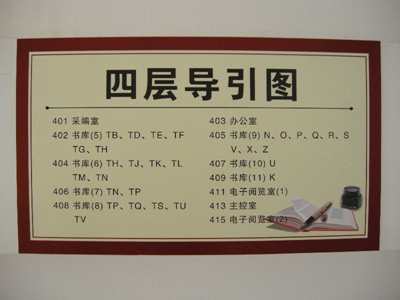 四层导引图
401 采编室
402 书库(5) TB、TD、TE、TF
TG、TH
404 书库(6) TH、TJ、TK、TL
TM、TN
406 书库(7) TN、TP
408 书库(8) TP、TQ、TS、TU
TV
403 办公室
405 书库(9) N、O、P、Q、R、S
V、X、Z
407 书库(10) U
409 书库(11) K
411 电子阅览室(1)
413 主控室
415 电子阅览室(2)